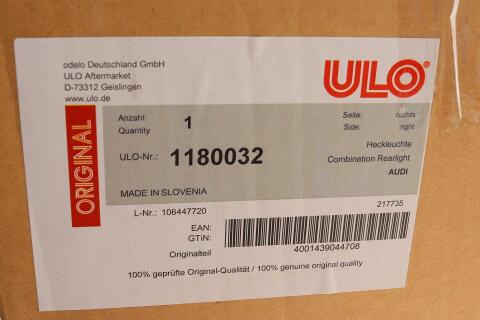 odelo Deutschland GmbH
ULO Aftermarket
D-73312 Geislingen
www.ulo.de
ULO®
ORIGINAL
Anzahl: 1
Quantity
Seite: rechts
Side: right
ULO-Nr.: 1180032
Heckleuchte
Combination Rearlight
AUDI
MADE IN SLOVENIA
L-Nr.: 106447720
217735
EAN:
GTIN:
4001439044708
Originalteil
100% geprüfte Original-Qualität / 100% genuine original quality